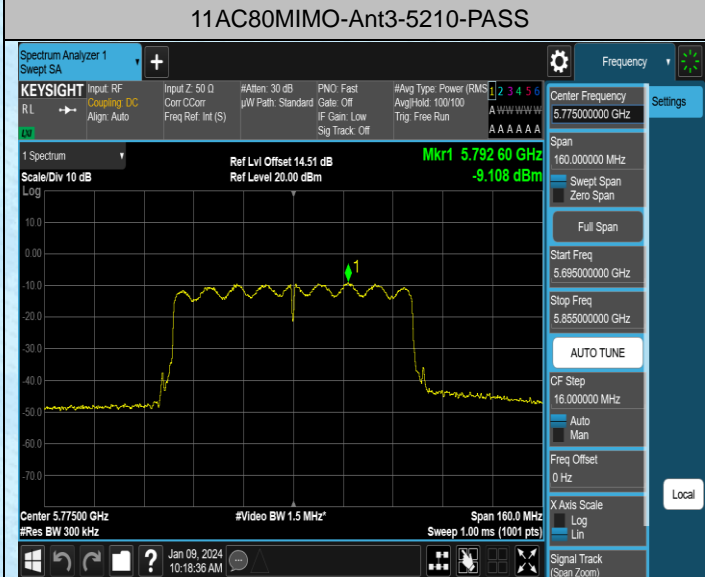 11AC80MIMO-Ant3-5210-PASS
Spectrum Analyzer 1
Swept SA
+
Frequency
KEYSIGHT
RL
LXI
Input: RF
Coupling: DC
Align: Auto
Input Z: 50 Ω
Corr CCorr
Freq Ref: Int (S)
#Atten: 30 dB
µW Path: Standard
PNO: Fast
Gate: Off
IF Gain: Low
Sig Track: Off
#Avg Type: Power (RMS
Avg|Hold: 100/100
Trig: Free Run
1 2 3 4 5 6
A W W W W W
A A A A A A
1 Spectrum
Scale/Div 10 dB
Log
Ref Lvl Offset 14.51 dB
Ref Level 20.00 dBm
Mkr1 5.792 60 GHz
-9.108 dBm
10.0
0.00
-10.0
-20.0
-30.0
-40.0
-50.0
-60.0
-70.0
1
Center 5.77500 GHz
#Res BW 300 kHz
#Video BW 1.5 MHz*
Span 160.0 MHz
Sweep 1.00 ms (1001 pts)
?
Jan 09, 2024
10:18:36 AM
Center Frequency
5.775000000 GHz
Settings
Span
160.000000 MHz
Swept Span
Zero Span
Full Span
Start Freq
5.695000000 GHz
Stop Freq
5.855000000 GHz
AUTO TUNE
CF Step
16.000000 MHz
Auto
Man
Freq Offset
0 Hz
X Axis Scale
Log
Lin
Local
Signal Track
(Span Zoom)